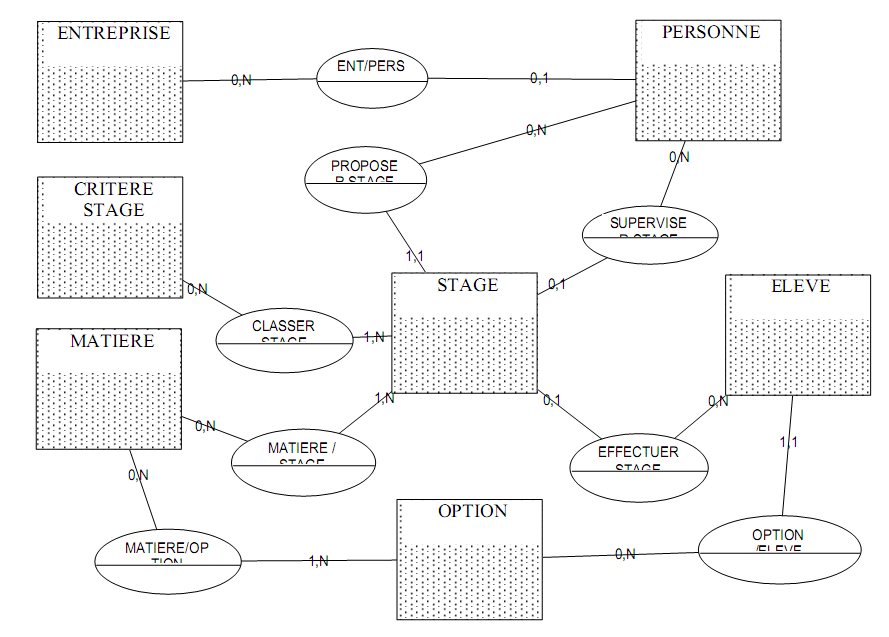 ENTREPRISE
PERSONNE
ENT/PERS
0,N
0,1
0,N
PROPOSE
R STAGE
0,N
CRITERE
STAGE
SUPERVISE
R STAGE
1,1
STAGE
ELEVE
0,1
0,N
CLASSER
STAGE
1,N
MATIERE
1,N
0,1
0,N
0,N
MATIERE /
STAGE
EFFECTUER
STAGE
1,1
0,N
OPTION
MATIERE/OP
TION
1,N
0,N
OPTION
/ELEVE